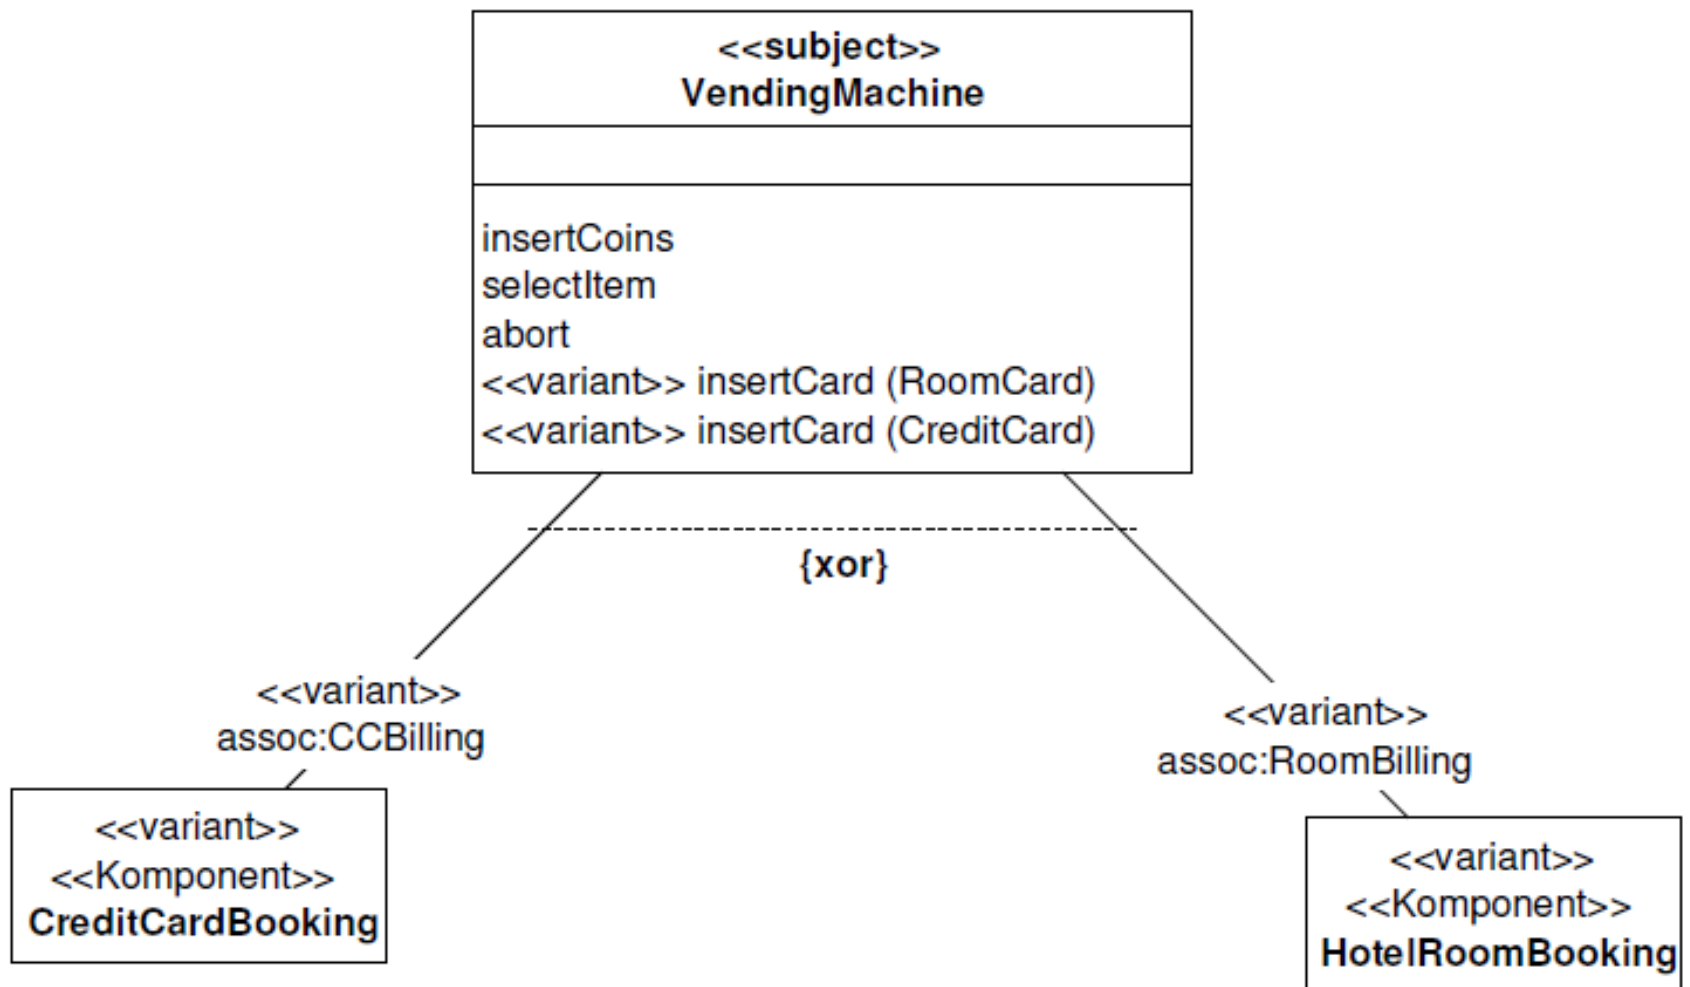 <<subject>>
VendingMachine
insertCoins
selectItem
abort
<<variant>> insertCard (RoomCard)
<<variant>> insertCard (CreditCard)
{xor}
<<variant>>
assoc:CCBilling
<<variant>>
assoc:RoomBilling
<<variant>>
<<Komponent>>
CreditCardBooking
<<variant>>
<<Komponent>>
HotelRoomBooking